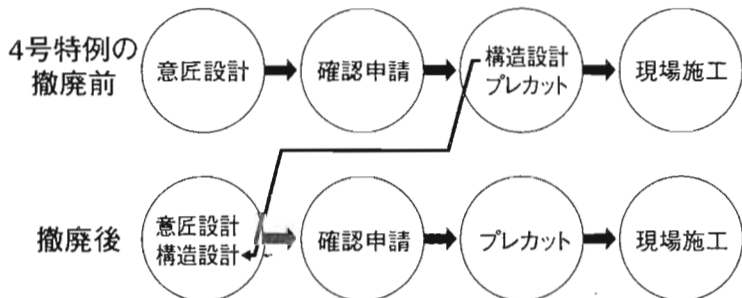 4号特例の
撤廃前
意匠設計
確認申請
構造設計
プレカット
現場施工
撤廃後
意匠設計
構造設計
確認申請
プレカット
現場施工